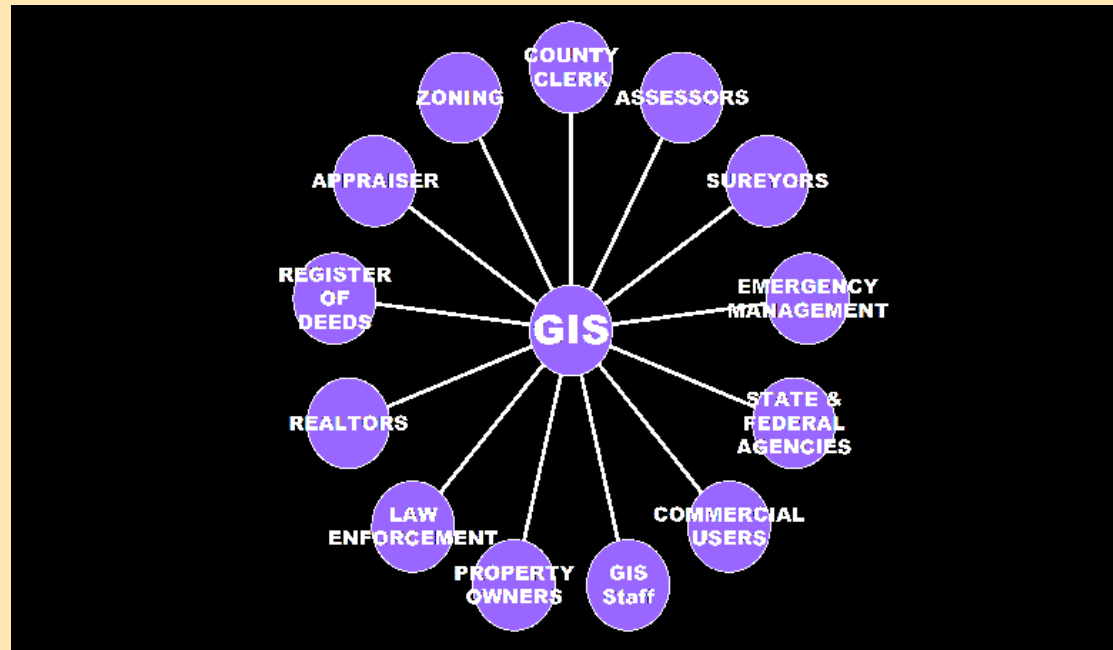 COUNTY
CLERK
ASSESSORS
SUREYORS
EMERGENCY
MANAGEMENT
STATE &
FEDERAL
AGENCIES
COMMERCIAL
USERS
GIS
Staff
PROPERTY
OWNERS
LAW
ENFORCEMENT
REALTORS
REGISTER
OF
DEEDS
APPRAISER
ZONING
GIS